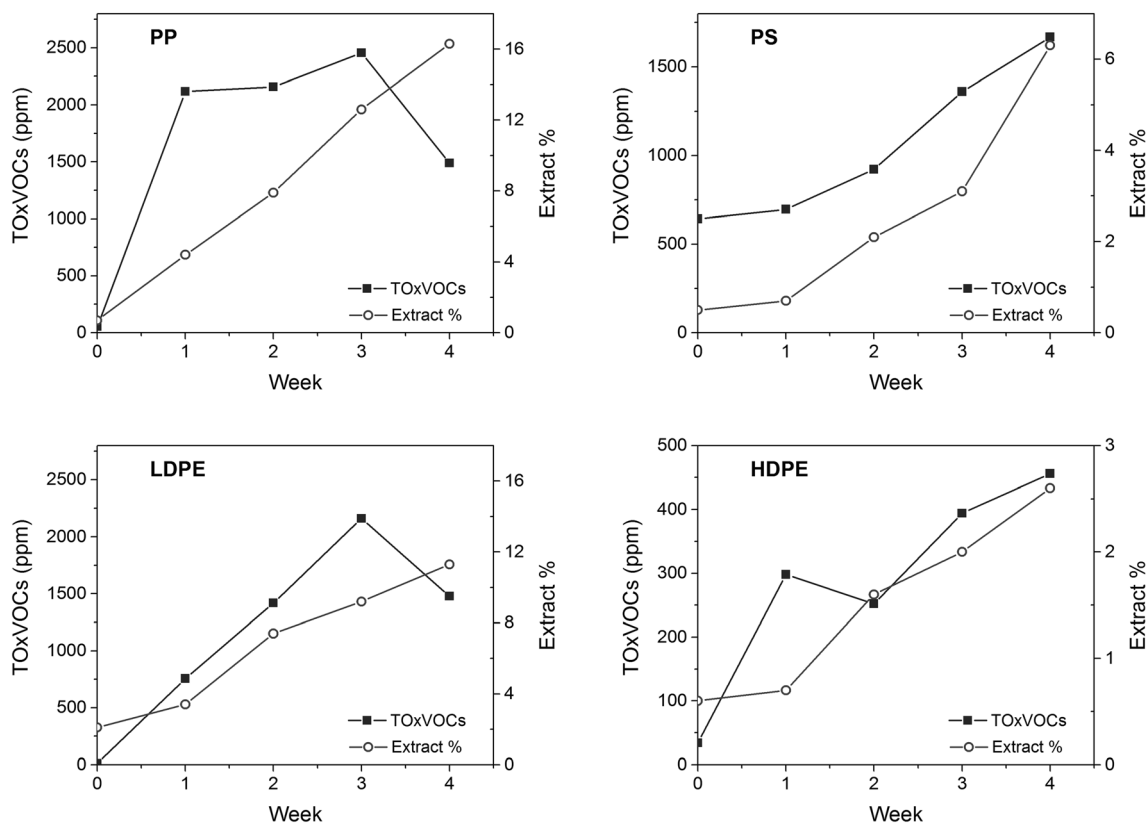 PP
TOxVOCs (ppm)
2500
2000
1500
1000
500
0
16
12
8
4
0
Extract %
TOxVOCs
Extract %
0 1 2 3 4
Week
PS
TOxVOCs (ppm)
1500
1000
500
0
6
4
2
0
Extract %
TOxVOCs
Extract %
0 1 2 3 4
Week
LDPE
TOxVOCs (ppm)
2500
2000
1500
1000
500
0
16
12
8
4
0
Extract %
TOxVOCs
Extract %
0 1 2 3 4
Week
HDPE
TOxVOCs (ppm)
500
400
300
200
100
0
3
2
1
0
Extract %
TOxVOCs
Extract %
0 1 2 3 4
Week